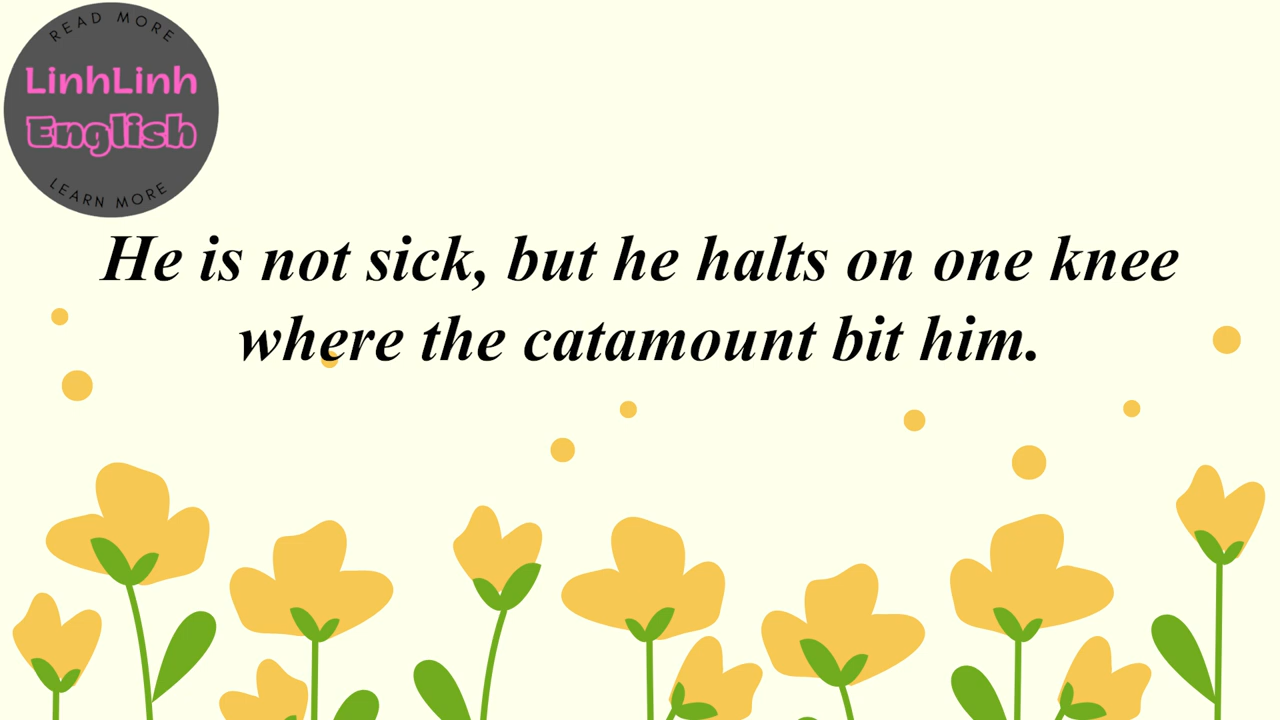 READ MORE
LinhLinh
English
LEARN MORE
He is not sick, but he halts on one knee
where the catamount bit him.